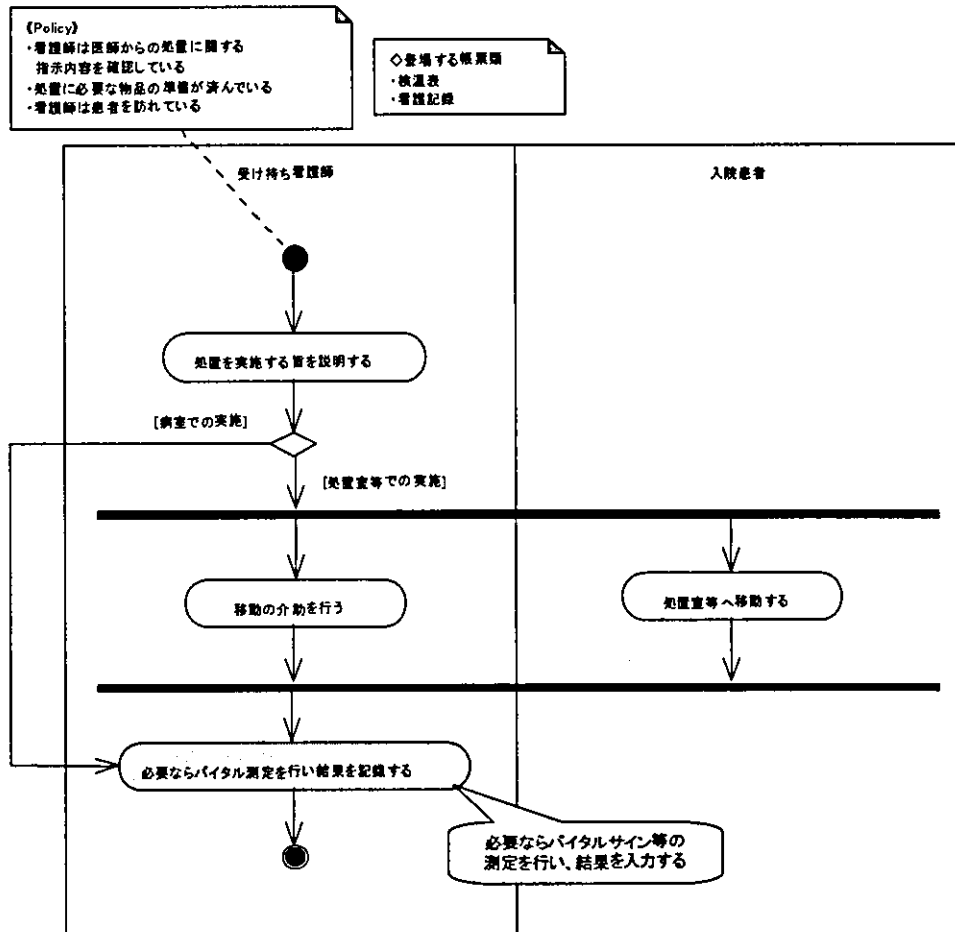 《Policy》
・看護師は医師からの処置に関する
指示内容を確認している
・処置に必要な物品の準備が済んでいる
・看護師は患者を訪れている
◇登場する帳票類
・検温表
・看護記録
受け持ち看護師
入院患者
処置を実施する旨を説明する
[病室での実施]
[処置室等での実施]
移動の介助を行う
処置室等へ移動する
必要ならバイタル測定を行い結果を記録する
必要ならバイタルサイン等の
測定を行い、結果を入力する